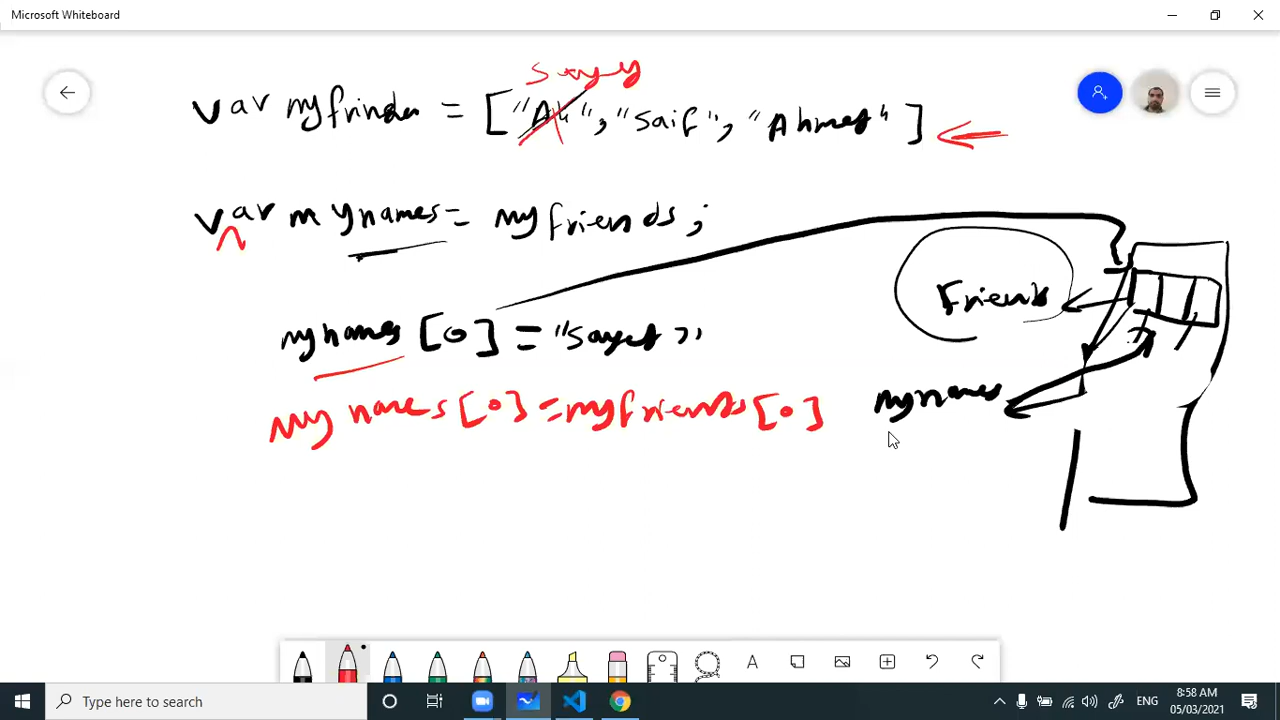 Microsoft Whiteboard
var myfrinds = ["Ali", "Saif", "Ahmed"]
var mynames = myfriends;
Friends
mynames[0] = "Sayed"
mynames
mynames[0]=myfriends[0]
Type here to search
ENG
8:58 AM
05/03/2021